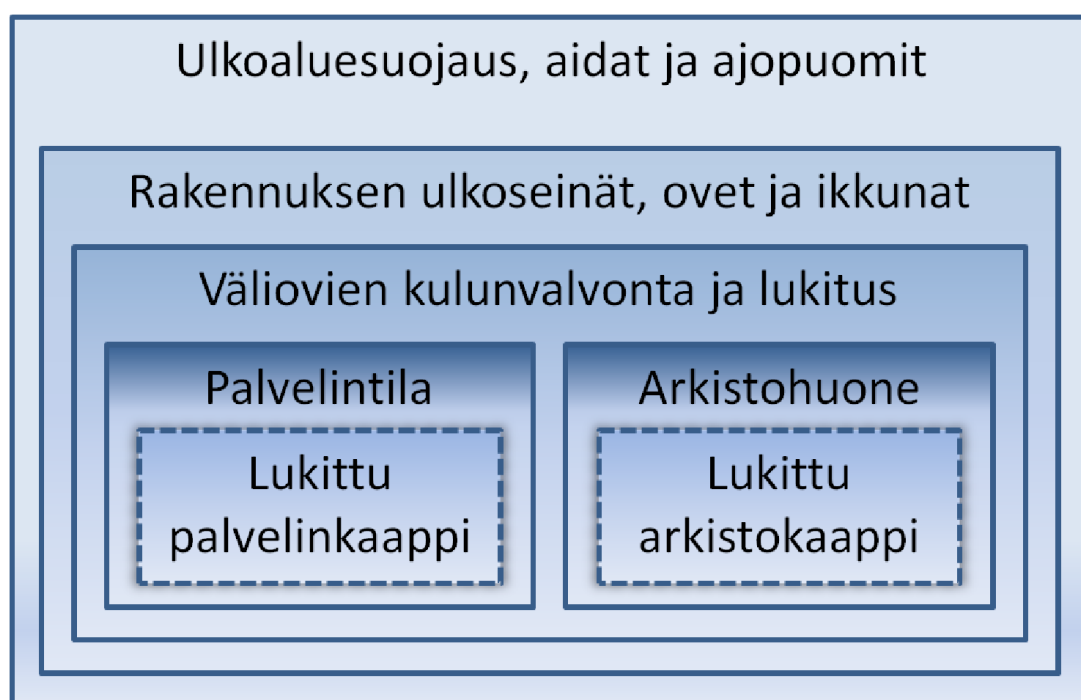 Ulkoaluesuojaus, aidat ja ajopuomit
Rakennuksen ulkoseinät, ovet ja ikkunat
Väliovien kulunvalvonta ja lukitus
Palvelintila
Lukittu
palvelinkaappi
Arkistohuone
Lukittu
arkistokaappi